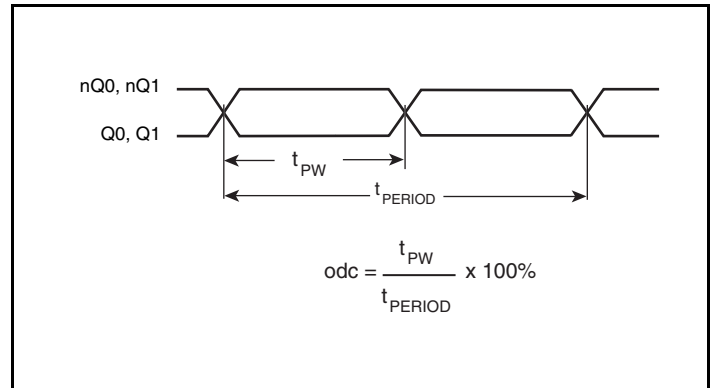 nQ0, nQ1
Q0, Q1
tPW
tPERIOD
odc = tPW / tPERIOD x 100%